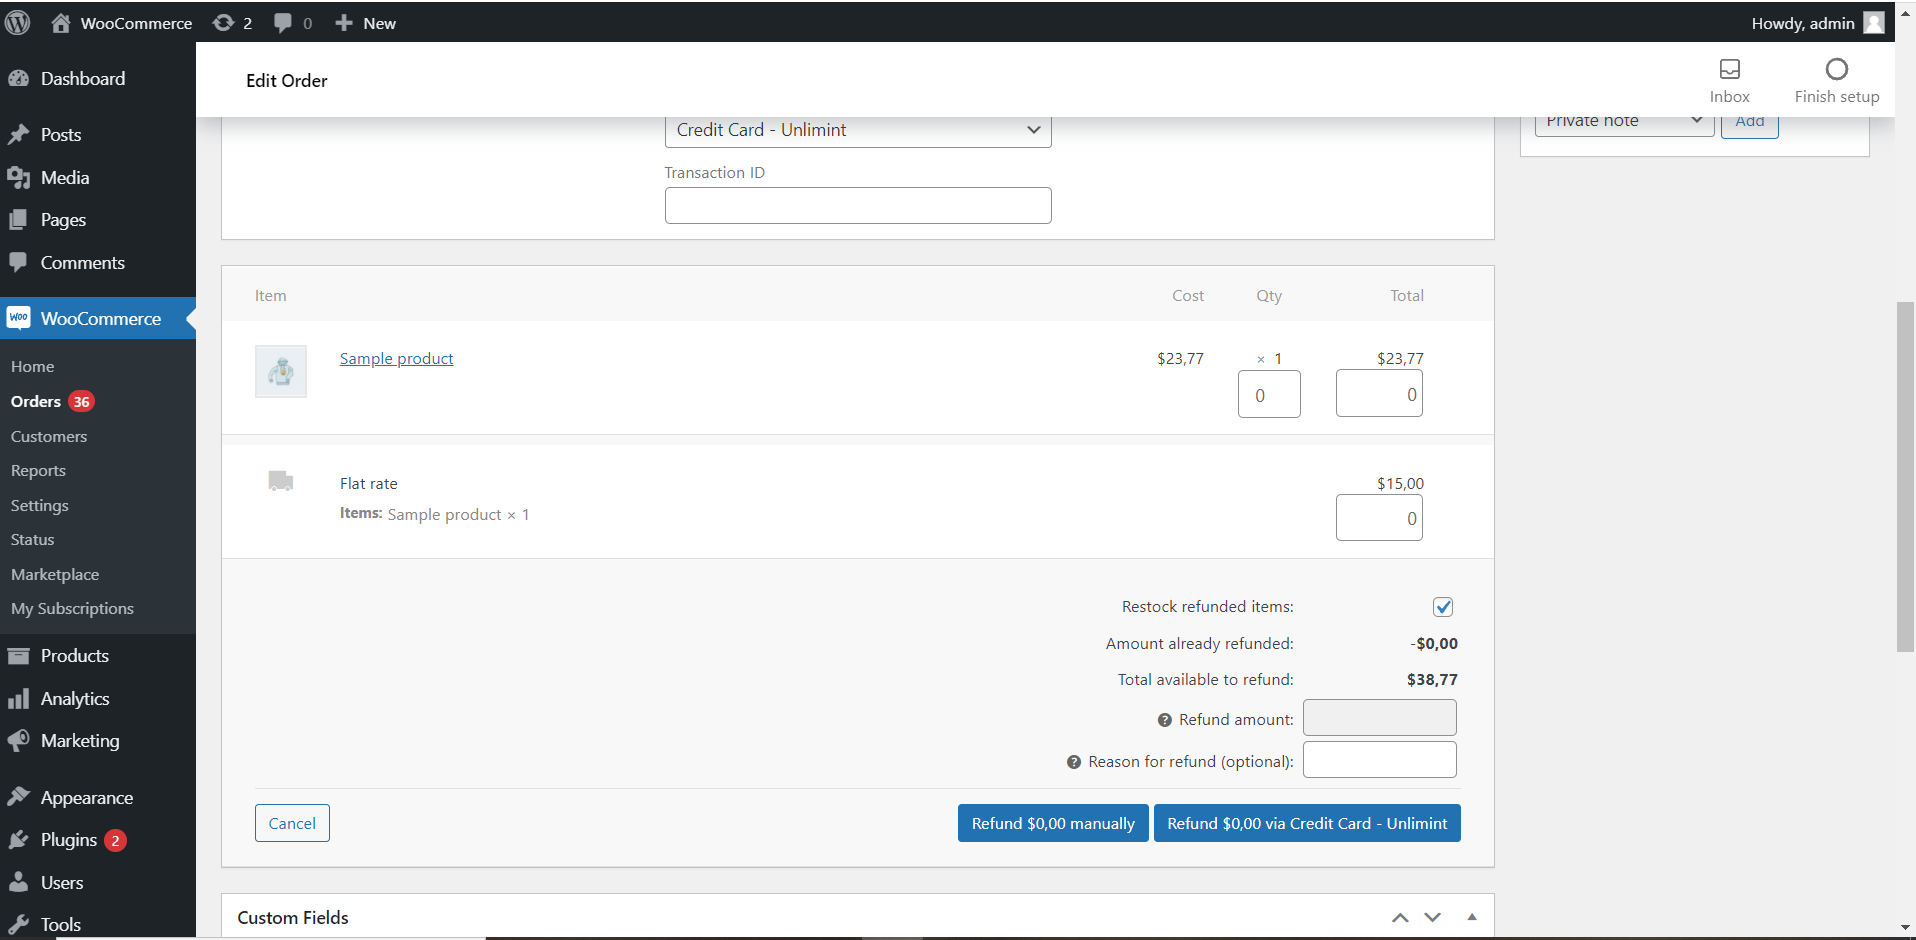 WooCommerce 2 0 New
Howdy, admin
Dashboard
Posts
Media
Pages
Comments
Woo WooCommerce
Home
Orders 36
Customers
Reports
Settings
Status
Marketplace
My Subscriptions
Products
Analytics
Marketing
Appearance
Plugins 2
Users
Tools
Edit Order
Inbox
Finish setup
Credit Card - Unlimint
Transaction ID
Private note
Add
Item Cost Qty Total
Sample product $23,77 × 1 $23,77
0 0
Flat rate $15,00
Items: Sample product × 1 0
Restock refunded items:
Amount already refunded: -$0,00
Total available to refund: $38,77
? Refund amount:
? Reason for refund (optional):
Cancel
Refund $0,00 manually
Refund $0,00 via Credit Card - Unlimint
Custom Fields